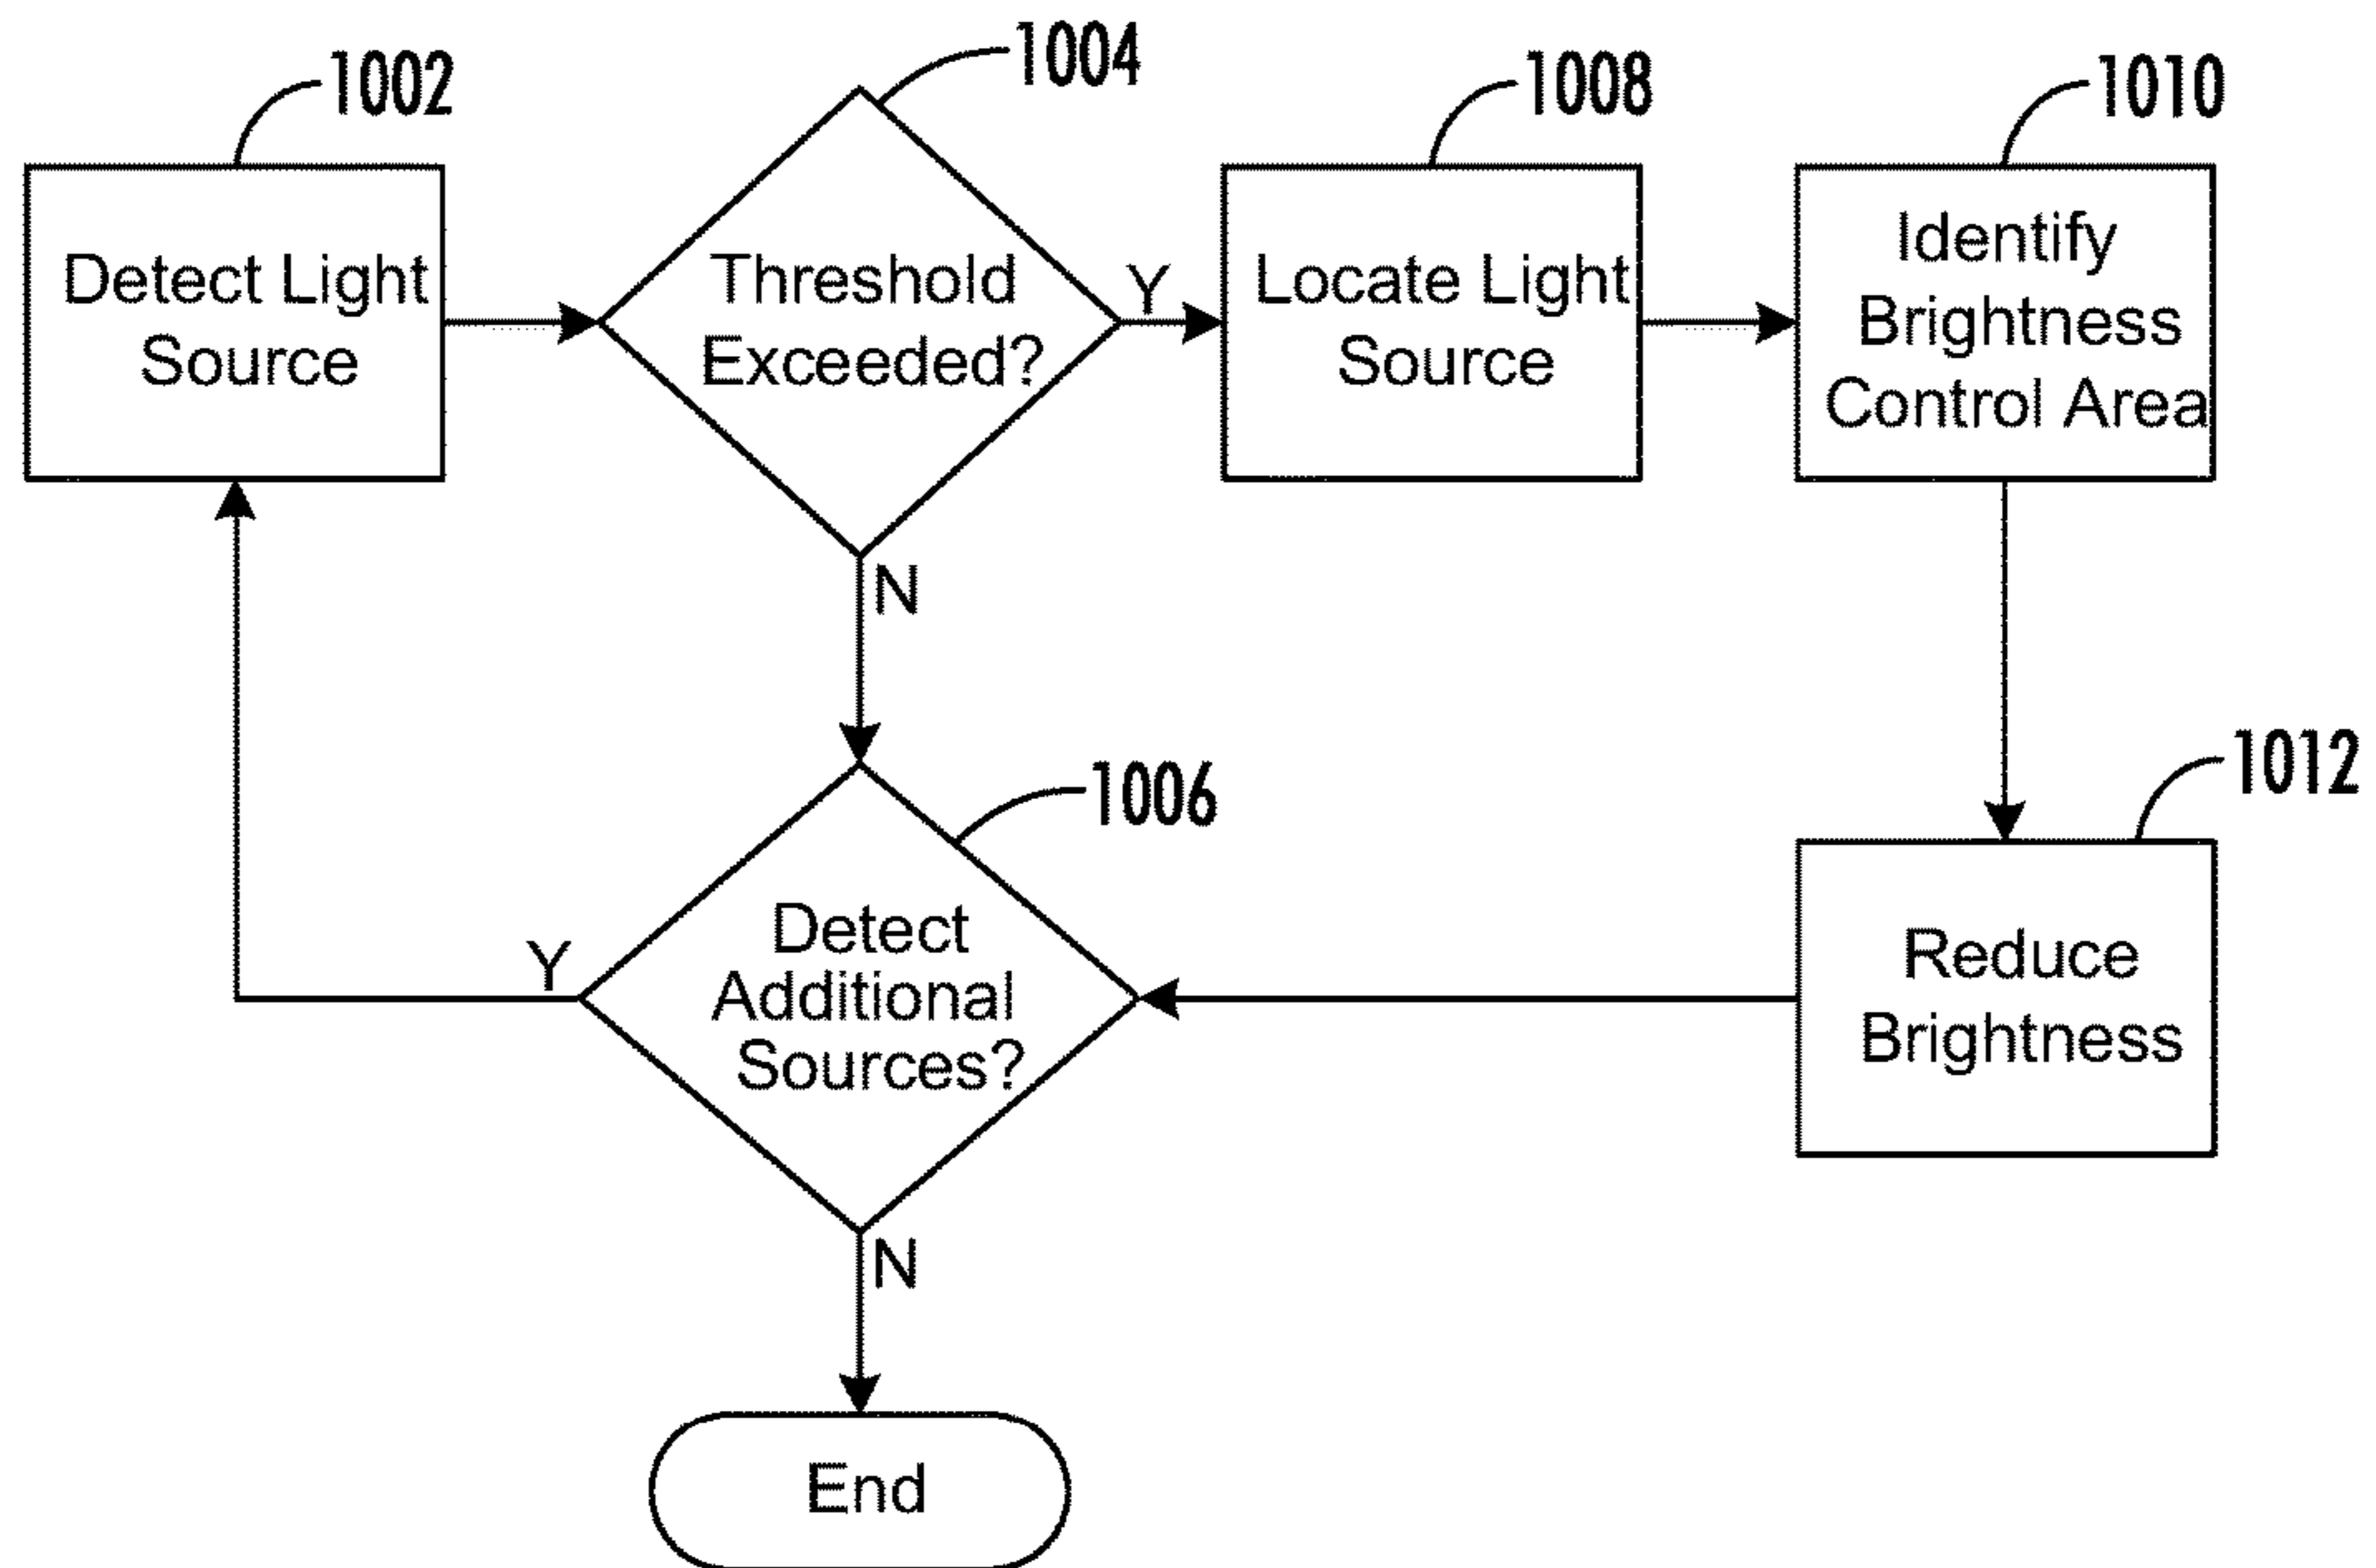 1002
1004
1008
1010
Detect Light
Source
Threshold
Exceeded?
Y
Locate Light
Source
Identify
Brightness
Control Area
N
1006
1012
Y
Detect
Additional
Sources?
Reduce
Brightness
N
End